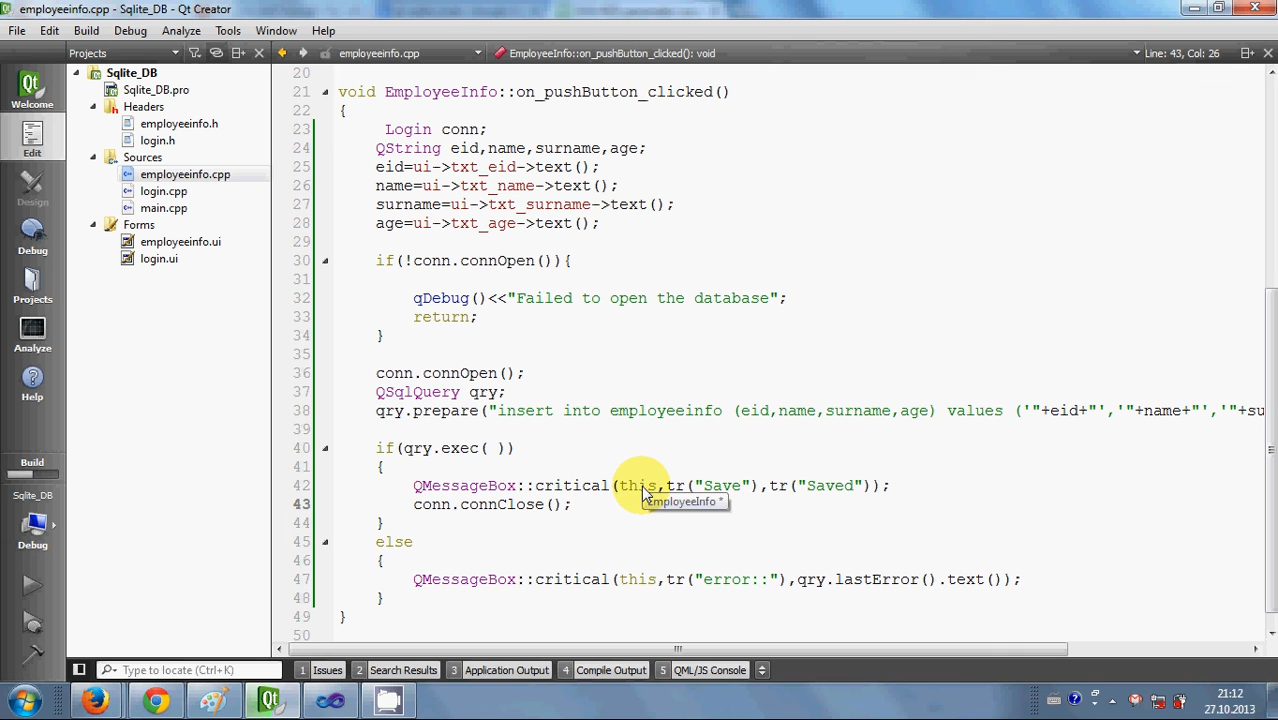 employeeinfo.cpp - Sqlite_DB - Qt Creator
File Edit Build Debug Analyze Tools Window Help
Projects employeeinfo.cpp EmployeeInfo::on_pushButton_clicked(): void Line: 43, Col: 26
Welcome
Edit
Design
Debug
Projects
Analyze
Help
Build
Sqlite_DB
Debug
Sqlite_DB
Sqlite_DB.pro
Headers
employeeinfo.h
login.h
Sources
employeeinfo.cpp
login.cpp
main.cpp
Forms
employeeinfo.ui
login.ui
20
21 void EmployeeInfo::on_pushButton_clicked()
22 {
23 Login conn;
24 QString eid,name,surname,age;
25 eid=ui->txt_eid->text();
26 name=ui->txt_name->text();
27 surname=ui->txt_surname->text();
28 age=ui->txt_age->text();
29
30 if(!conn.connOpen()){
31
32 qDebug()<<"Failed to open the database";
33 return;
34 }
35
36 conn.connOpen();
37 QSqlQuery qry;
38 qry.prepare("insert into employeeinfo (eid,name,surname,age) values ('"+eid+"','"+name+"','"+su
39
40 if(qry.exec( ))
41 {
42 QMessageBox::critical(this,tr("Save"),tr("Saved"));
EmployeeInfo *
43 conn.connClose();
44 }
45 else
46 {
47 QMessageBox::critical(this,tr("error::"),qry.lastError().text());
48 }
49 }
50
Type to locate (Ctrl+K) 1 Issues 2 Search Results 3 Application Output 4 Compile Output 5 QML/JS Console
21:12
27.10.2013